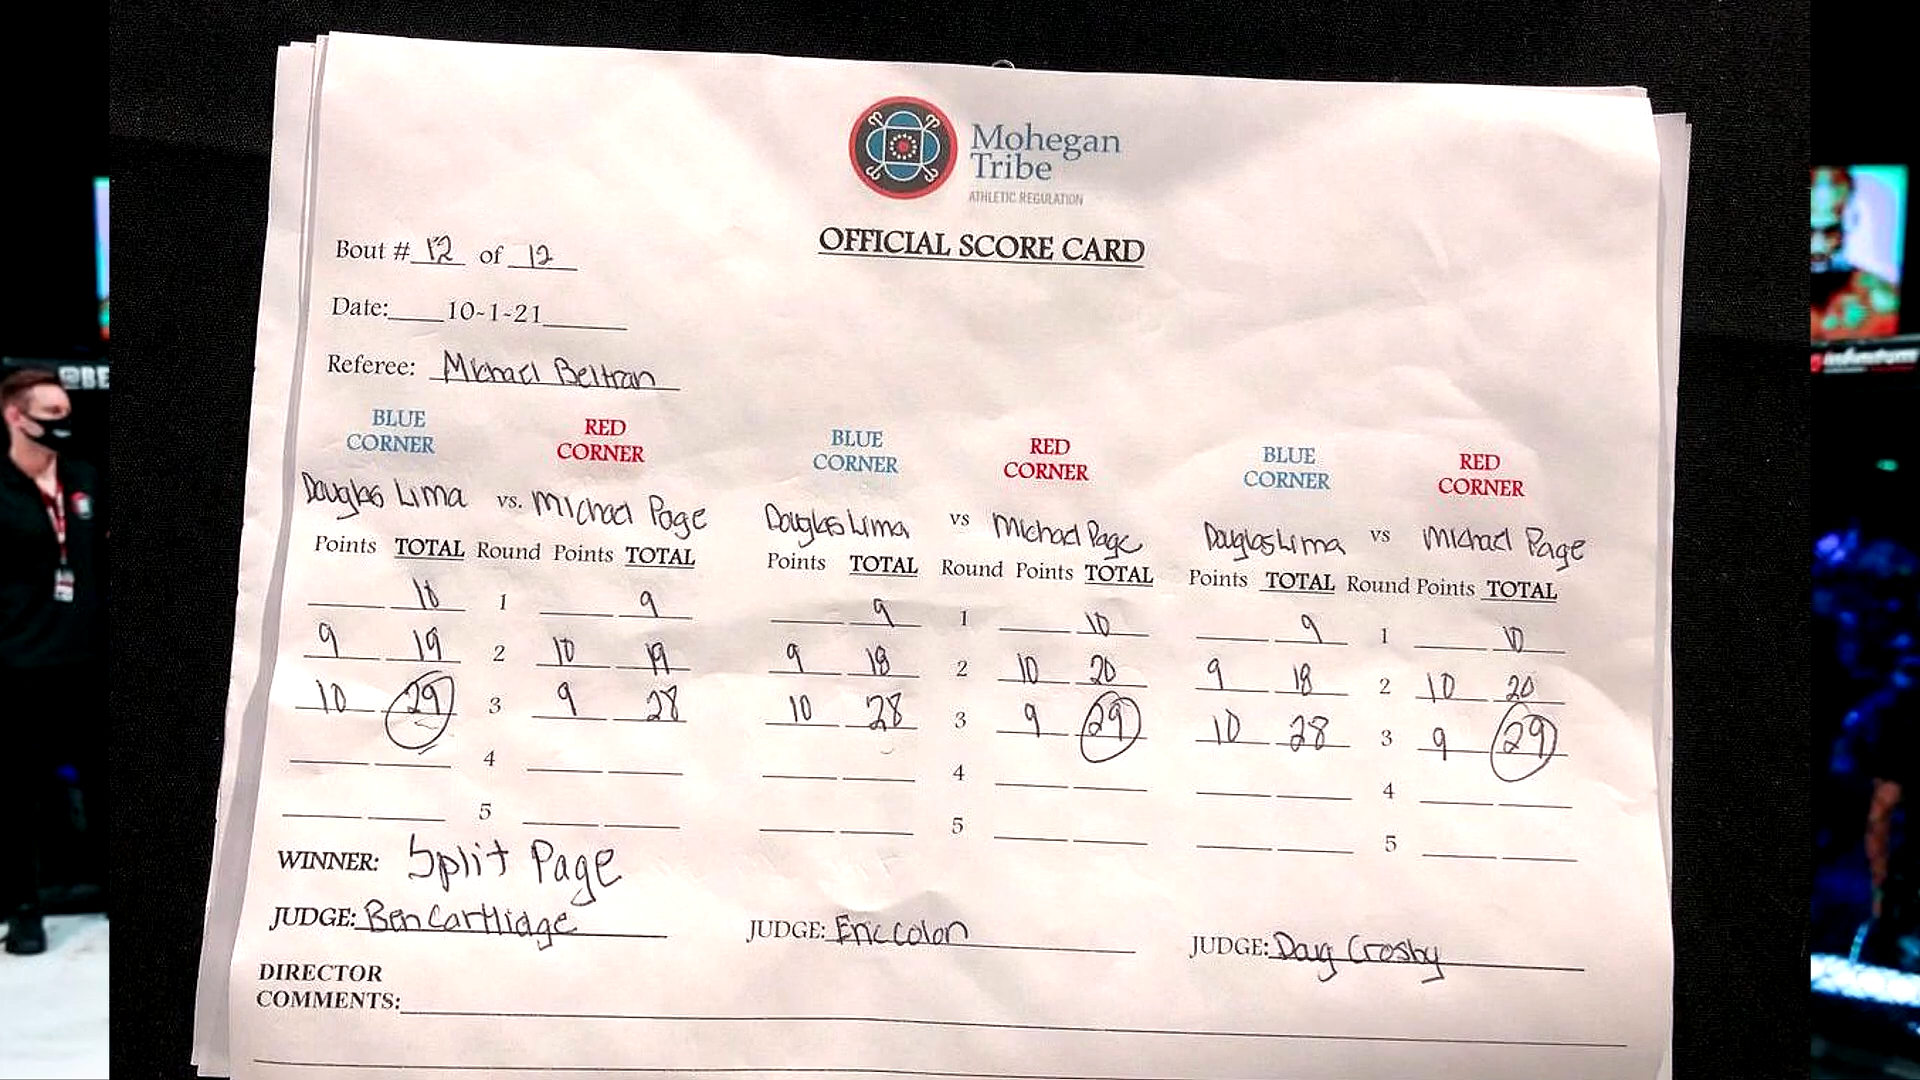 Mohegan
Tribe
ATHLETIC REGULATION
OFFICIAL SCORE CARD
Bout # 12 of 12
Date: 10-1-21
Referee: Michael Beltran
BLUE CORNER RED CORNER BLUE CORNER RED CORNER BLUE CORNER RED CORNER
Douglas Lima vs. Michael Page Douglas Lima vs Michael Page Douglas Lima vs Michael Page
Points TOTAL Round Points TOTAL Points TOTAL Round Points TOTAL Points TOTAL Round Points TOTAL
10 1 9 9 1 10 9 1 10
9 19 2 10 19 9 18 2 10 20 9 18 2 10 20
10 29 3 9 28 10 28 3 9 29 10 28 3 9 29
4 4 4
5 5 5
WINNER: Split Page
JUDGE: Ben Cartlidge JUDGE: Eric Colon JUDGE: Doug Crosby
DIRECTOR
COMMENTS:
@BE